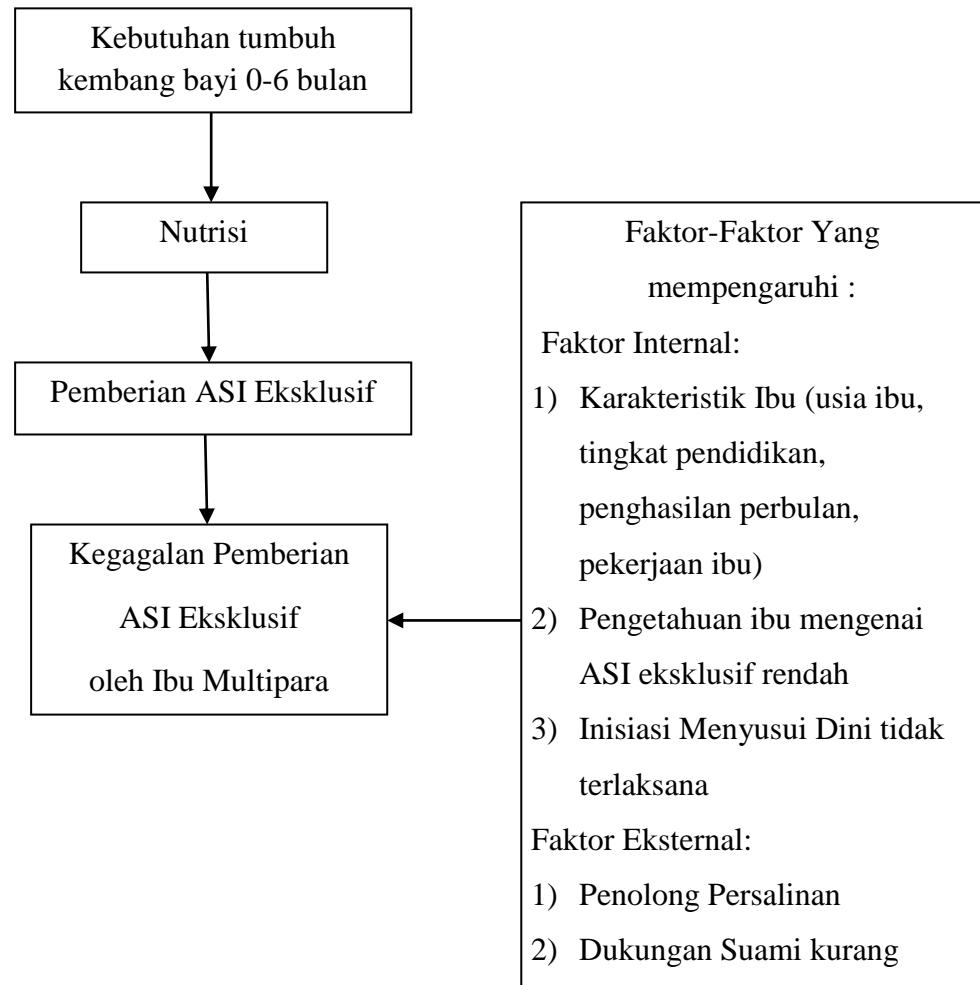 Kebutuhan tumbuh
kembang bayi 0-6 bulan
Nutrisi
Pemberian ASI Eksklusif
Kegagalan Pemberian
ASI Eksklusif
oleh Ibu Multipara
Faktor-Faktor Yang
mempengaruhi :
Faktor Internal:
1) Karakteristik Ibu (usia ibu,
tingkat pendidikan,
penghasilan perbulan,
pekerjaan ibu)
2) Pengetahuan ibu mengenai
ASI eksklusif rendah
3) Inisiasi Menyusui Dini tidak
terlaksana
Faktor Eksternal:
1) Penolong Persalinan
2) Dukungan Suami kurang